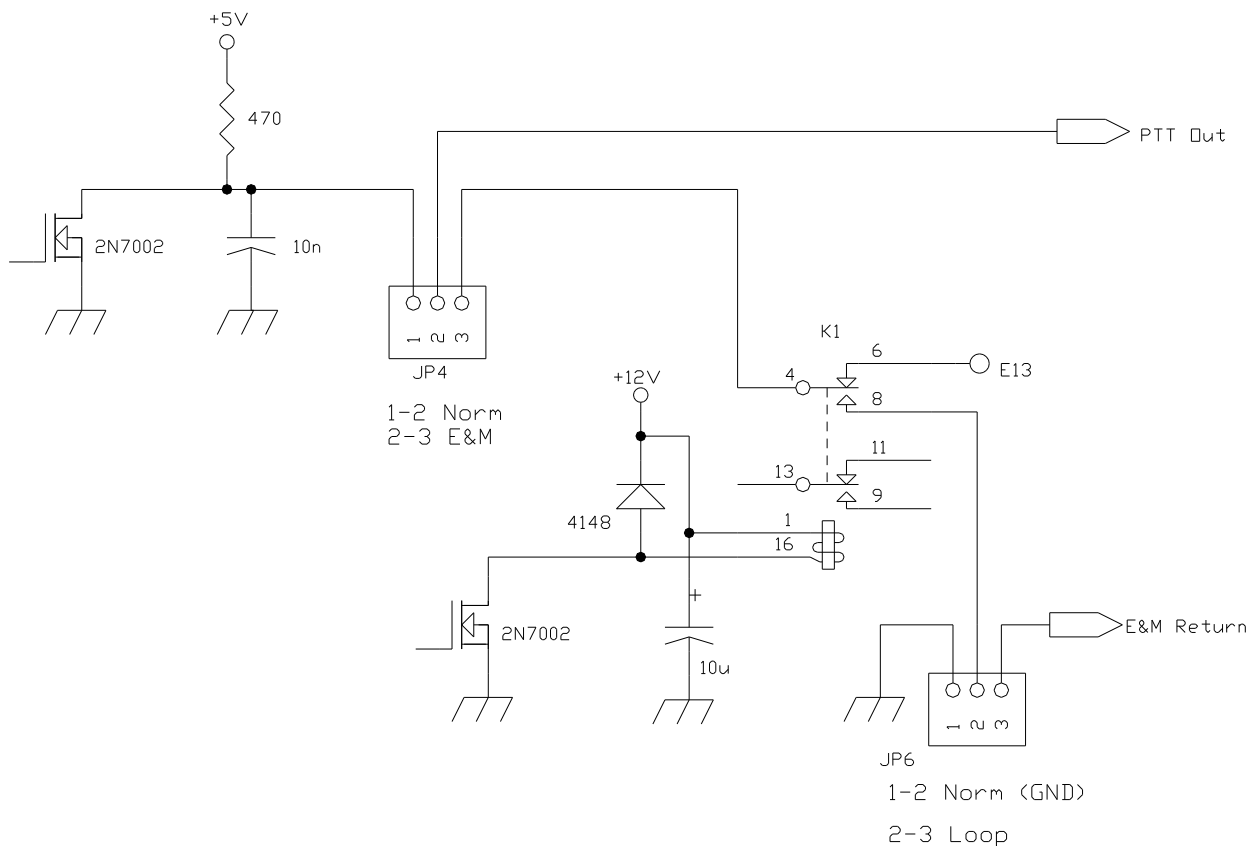 +5V
470
PTT Out
2N7002
10n
1 2 3
JP4
1-2 Norm
2-3 E&M
K1
6
4
E13
8
+12V
11
13
9
4148
1
16
+
2N7002
E&M Return
10u
1 2 3
JP6
1-2 Norm (GND)
2-3 Loop